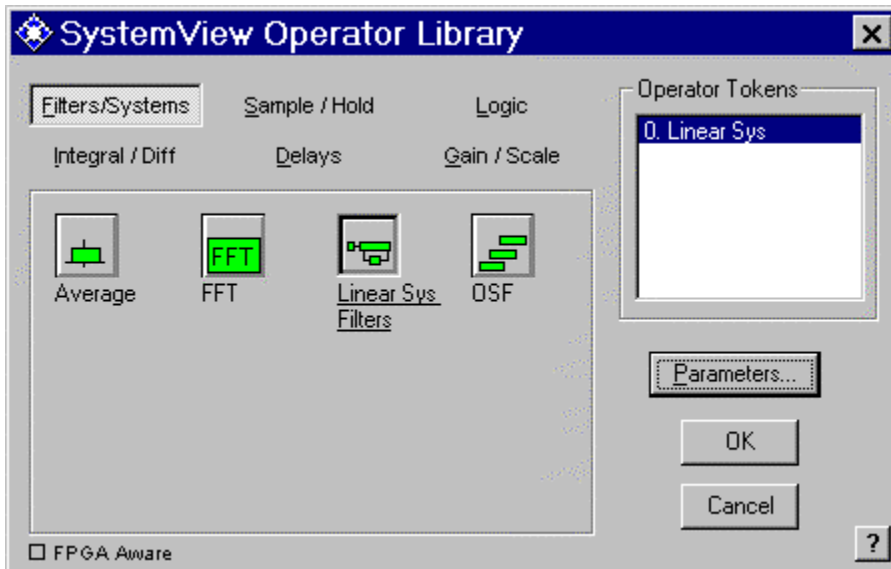 SystemView Operator Library
Filters/Systems
Sample / Hold
Logic
Integral / Diff
Delays
Gain / Scale
Operator Tokens
0. Linear Sys
FFT
Average
FFT
Linear Sys
Filters
OSF
Parameters...
OK
Cancel
FPGA Aware
?